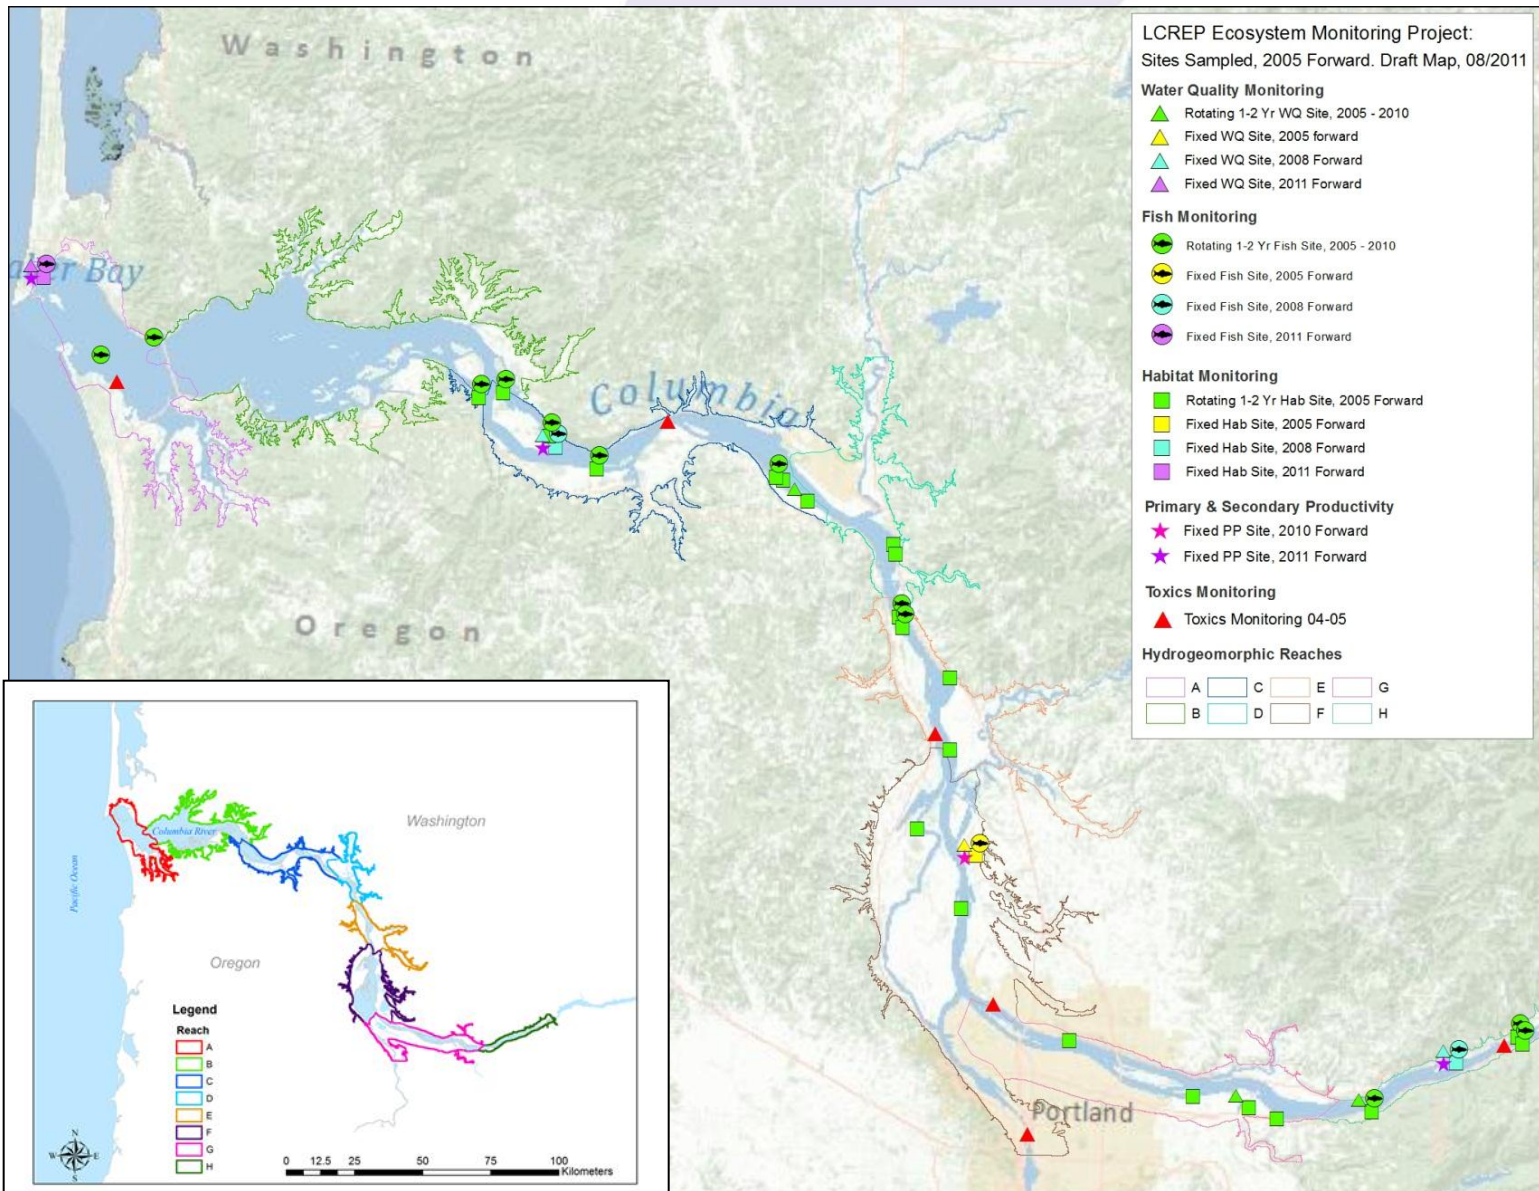 Washington
Columbia
Oregon
Portland
Bay
LCREP Ecosystem Monitoring Project:
Sites Sampled, 2005 Forward. Draft Map, 08/2011
Water Quality Monitoring
Rotating 1-2 Yr WQ Site, 2005 - 2010
Fixed WQ Site, 2005 forward
Fixed WQ Site, 2008 Forward
Fixed WQ Site, 2011 Forward
Fish Monitoring
Rotating 1-2 Yr Fish Site, 2005 - 2010
Fixed Fish Site, 2005 Forward
Fixed Fish Site, 2008 Forward
Fixed Fish Site, 2011 Forward
Habitat Monitoring
Rotating 1-2 Yr Hab Site, 2005 Forward
Fixed Hab Site, 2005 Forward
Fixed Hab Site, 2008 Forward
Fixed Hab Site, 2011 Forward
Primary & Secondary Productivity
Fixed PP Site, 2010 Forward
Fixed PP Site, 2011 Forward
Toxics Monitoring
Toxics Monitoring 04-05
Hydrogeomorphic Reaches
A C E G
B D F H
Washington
Columbia River
Pacific Ocean
Oregon
Legend
Reach
A
B
C
D
E
F
G
H
N
W E
S
0 12.5 25 50 75 100
Kilometers